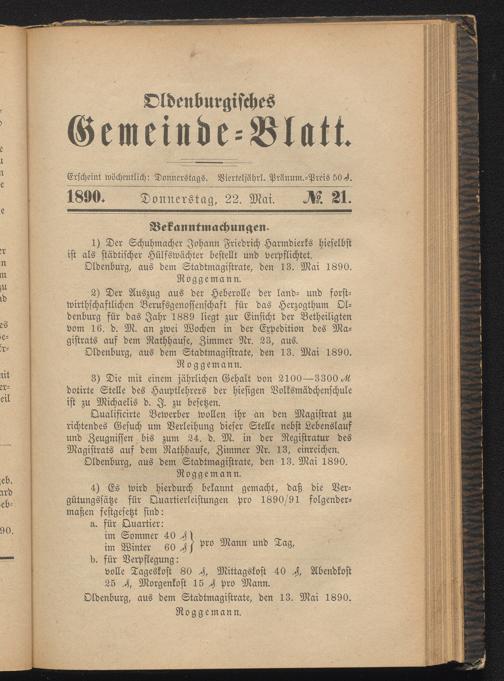 Oldenburgisches
Gemeinde-Blatt.
Erscheint wöchentlich: Donnerstags. Vierteljährl. Pränum.-Preis 50 ₰.
1890. Donnerstag, 22. Mai. №. 21.
Bekanntmachungen.
1) Der Schuhmacher Johann Friedrich Harmdierks hieselbst
ist als städtischer Hülfswächter bestellt und verpflichtet.
Oldenburg, aus dem Stadtmagistrate, den 13. Mai 1890.
Roggemann.
2) Der Auszug aus der Heberolle der land- und forst-
wirthschaftlichen Berufsgenossenschaft für das Herzogthum Ol-
denburg für das Jahr 1889 liegt zur Einsicht der Betheiligten
vom 16. d. M. an zwei Wochen in der Expedition des Ma-
gistrats auf dem Rathhause, Zimmer Nr. 23, aus.
Oldenburg, aus dem Stadtmagistrate, den 13. Mai 1890.
Roggemann.
3) Die mit einem jährlichen Gehalt von 2100—3300 ℳ
dotirte Stelle des Hauptlehrers der hiesigen Volksmädchenschule
ist zu Michaelis d. J. zu besetzen.
Qualificirte Bewerber wollen ihr an den Magistrat zu
richtendes Gesuch um Verleihung dieser Stelle nebst Lebenslauf
und Zeugnissen bis zum 24. d. M. in der Registratur des
Magistrats auf dem Rathhause, Zimmer Nr. 13, einreichen.
Oldenburg, aus dem Stadtmagistrate, den 13. Mai 1890.
Roggemann.
4) Es wird hierdurch bekannt gemacht, daß die Ver-
gütungssätze für Quartierleistungen pro 1890/91 folgender-
maßen festgesetzt sind:
a. für Quartier:
im Sommer 40 ₰
im Winter 60 ₰ } pro Mann und Tag,
b. für Verpflegung:
volle Tageskost 80 ₰, Mittagskost 40 ₰, Abendkost
25 ₰, Morgenkost 15 ₰ pro Mann.
Oldenburg, aus dem Stadtmagistrate, den 13. Mai 1890.
Roggemann.